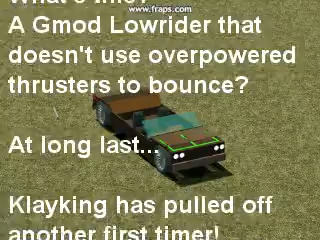 www.fraps.com
A Gmod Lowrider that
doesn't use overpowered
thrusters to bounce?
At long last...
Klayking has pulled off
another first timer!